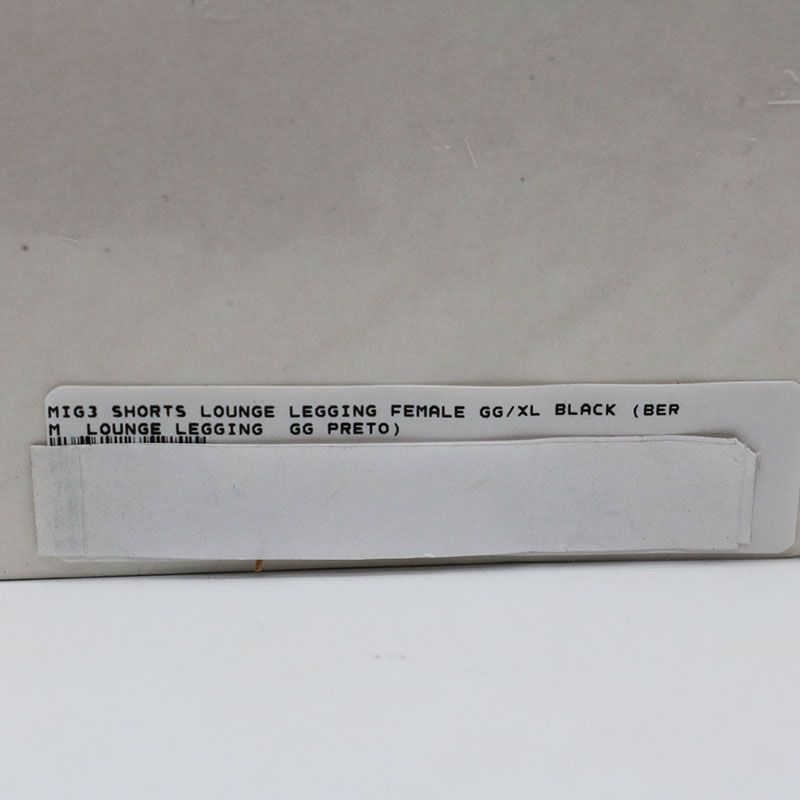 MIG3 SHORTS LOUNGE LEGGING FEMALE GG/XL BLACK (BER
M LOUNGE LEGGING GG PRETO)